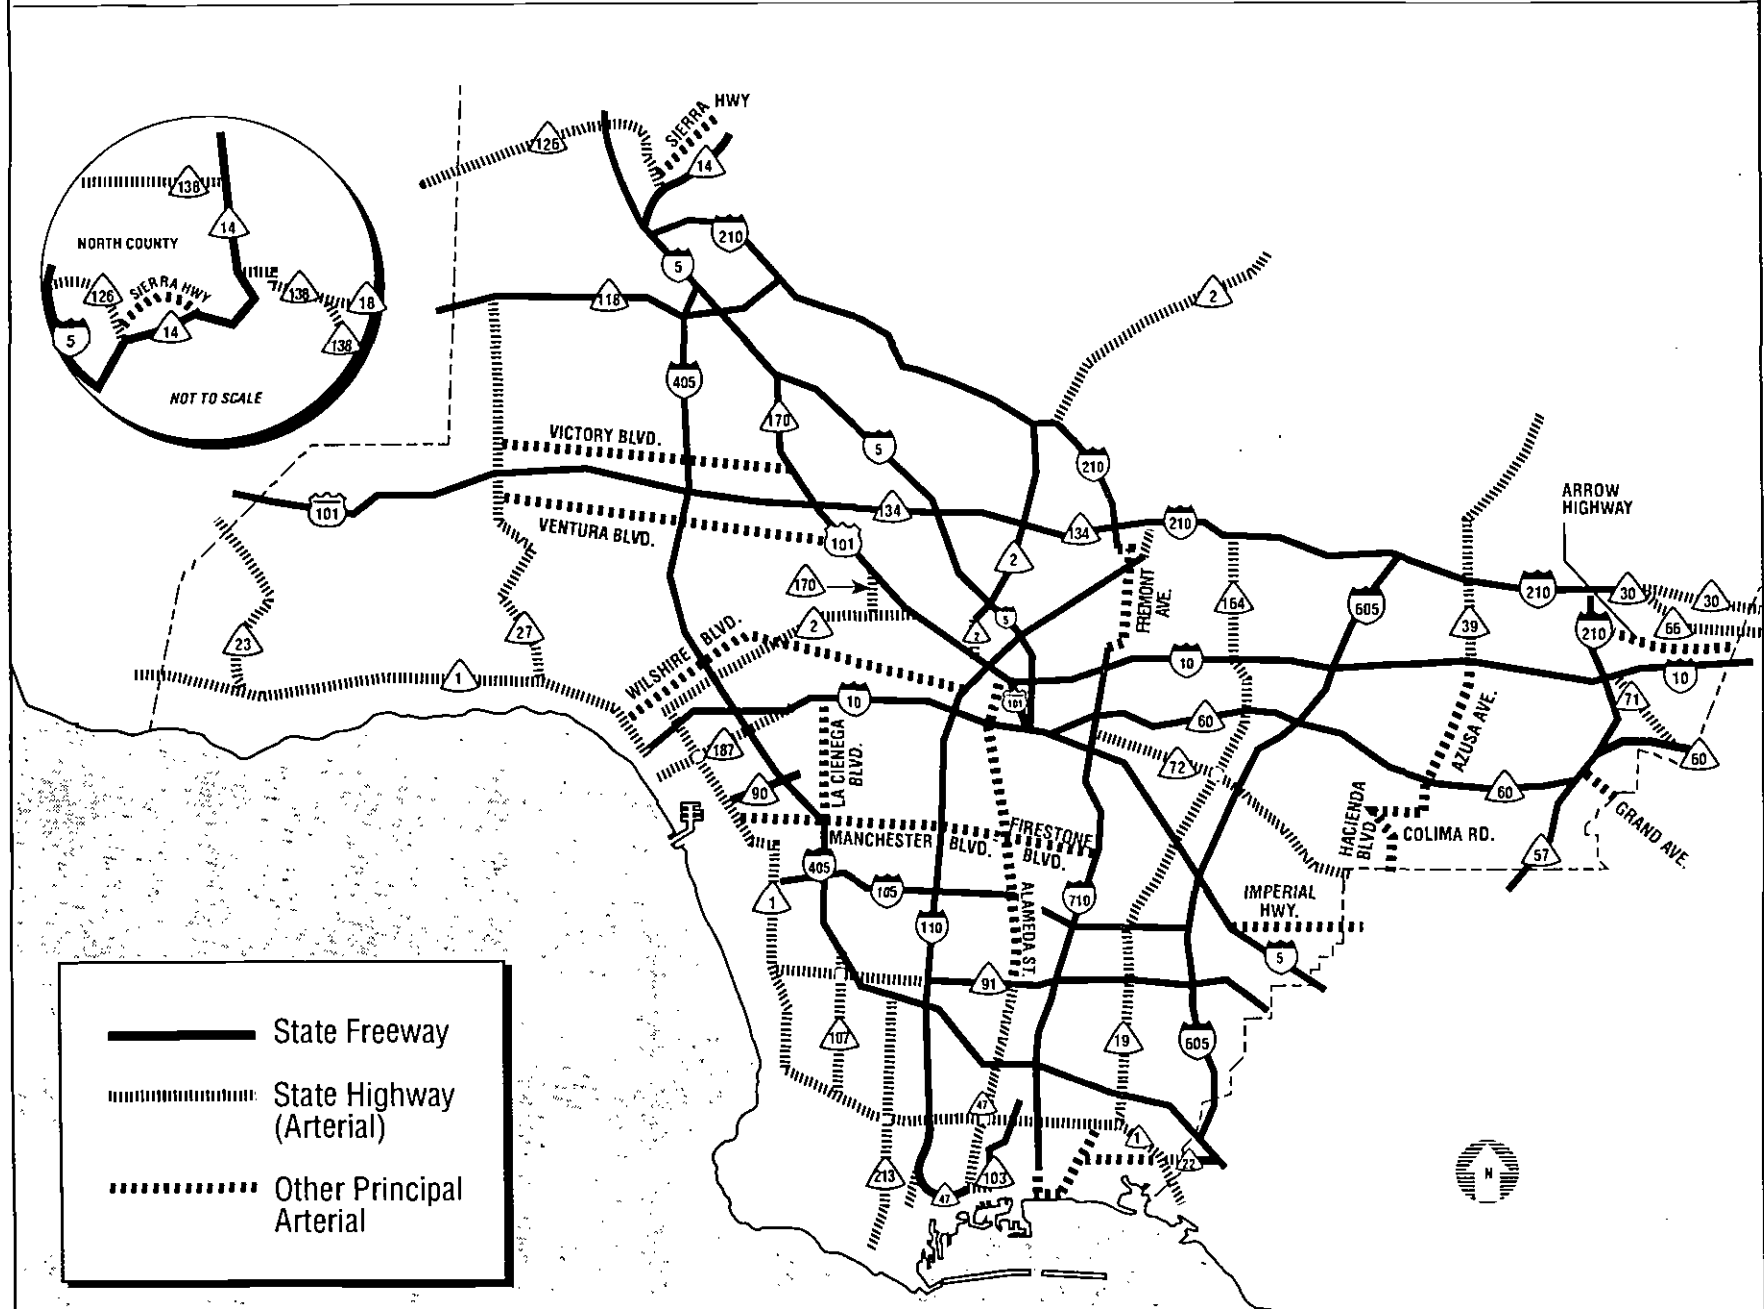 SIERRA HWY
126
14
138
14
NORTH COUNTY
126
SIERRA HWY
138
18
5
14
138
NOT TO SCALE
210
5
118
2
405
170
VICTORY BLVD.
5
210
101
134
134
210
VENTURA BLVD.
101
ARROW
HIGHWAY
170
2
FREMONT
AVE.
164
605
210
30
30
23
27
WILSHIRE BLVD.
2
2
5
39
210
66
1
10
10
10
101
60
71
187
LA CIENEGA
BLVD.
72
AZUSA AVE.
60
90
60
MANCHESTER BLVD.
FIRESTONE
BLVD.
HACIENDA
BLVD.
COLIMA RD.
GRAND AVE.
57
405
105
710
1
110
ALAMEDA ST.
IMPERIAL
HWY.
5
91
107
19
605
State Freeway
State Highway
(Arterial)
Other Principal
Arterial
47
1
22
213
47
103
N